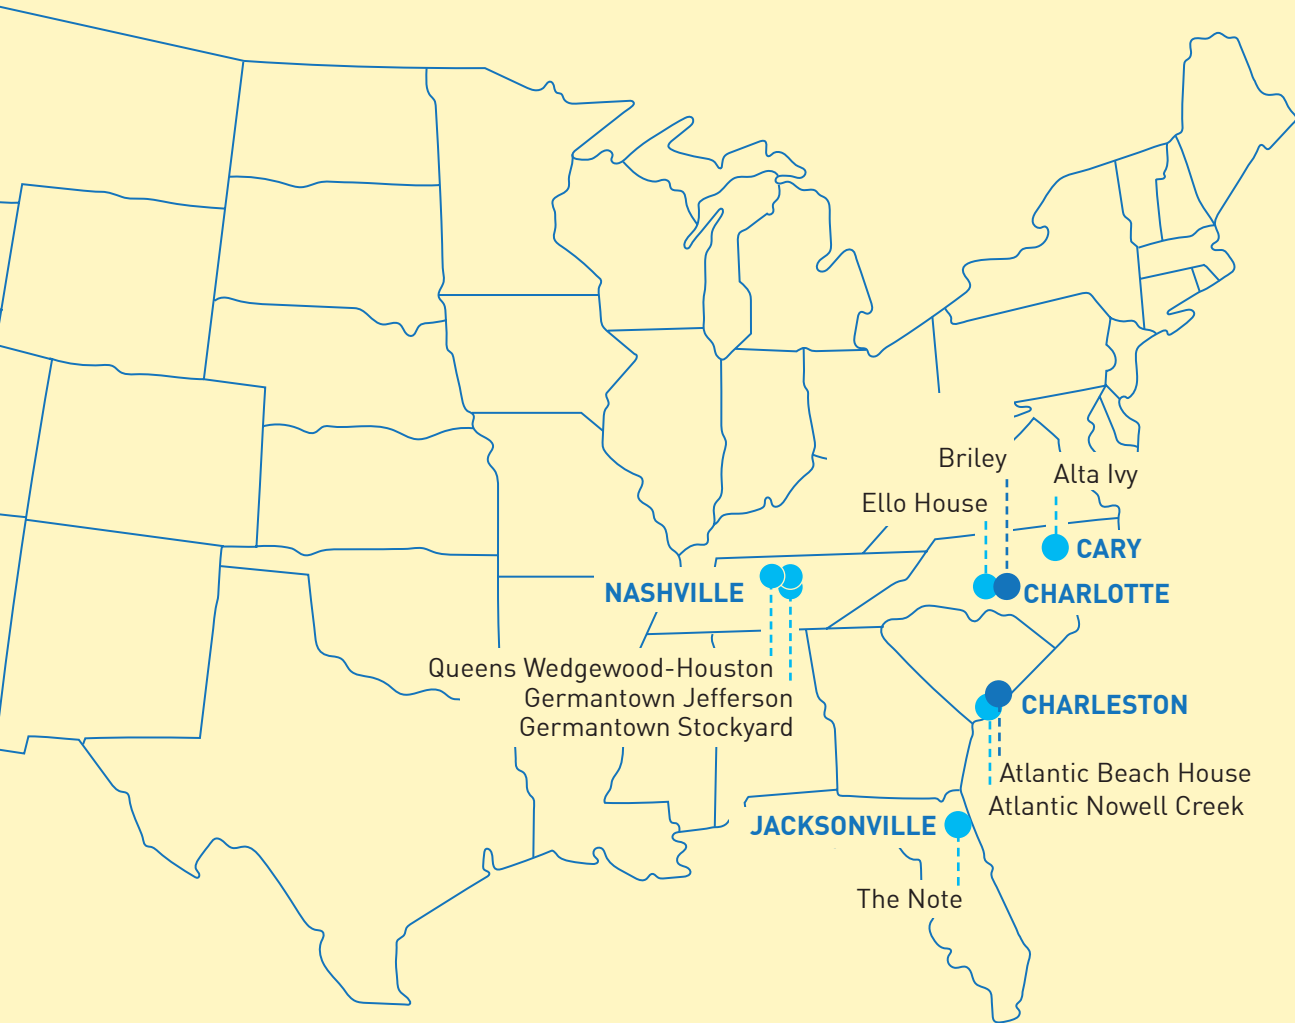 Briley
Alta Ivy
Ello House
CARY
NASHVILLE
CHARLOTTE
Queens Wedgewood-Houston
Germantown Jefferson
Germantown Stockyard
CHARLESTON
Atlantic Beach House
Atlantic Nowell Creek
JACKSONVILLE
The Note